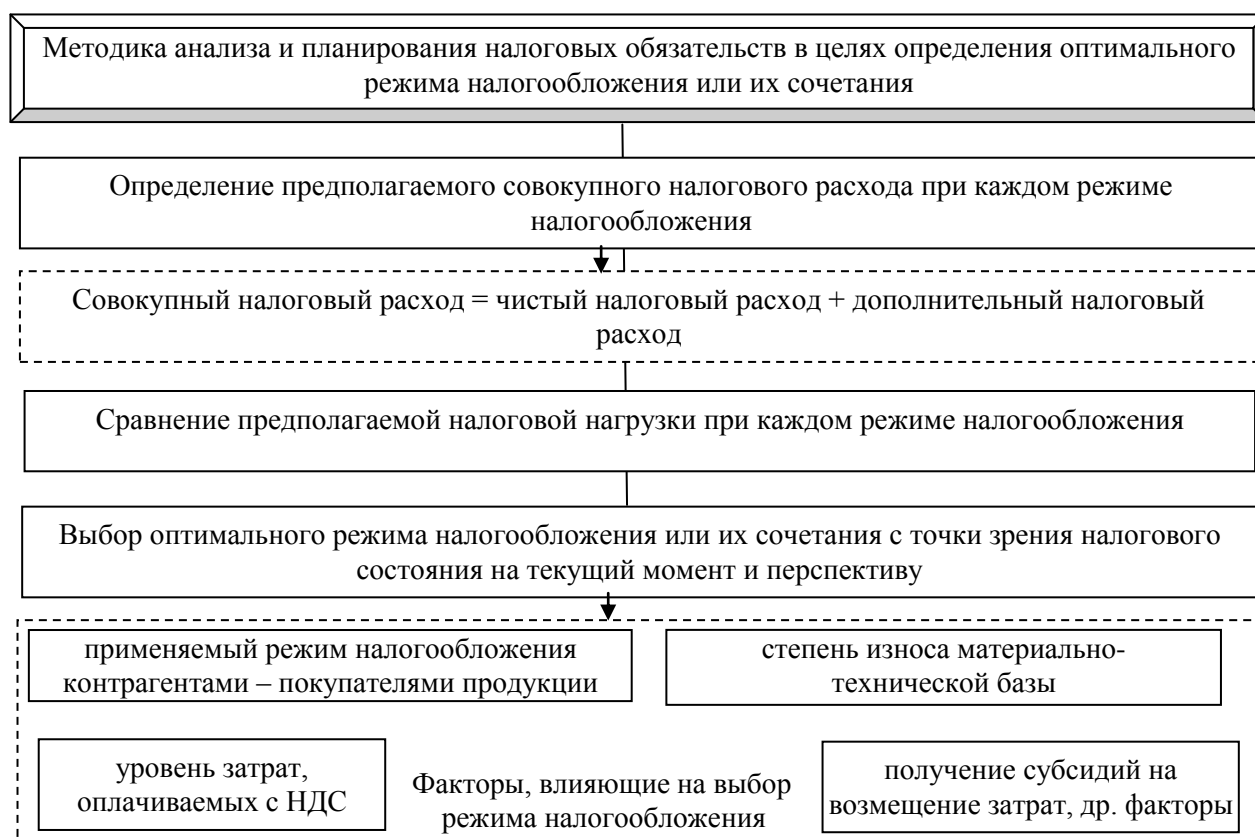 Методика анализа и планирования налоговых обязательств в целях определения оптимального
режима налогообложения или их сочетания
Определение предполагаемого совокупного налогового расхода при каждом режиме
налогообложения
Совокупный налоговый расход = чистый налоговый расход + дополнительный налоговый
расход
Сравнение предполагаемой налоговой нагрузки при каждом режиме налогообложения
Выбор оптимального режима налогообложения или их сочетания с точки зрения налогового
состояния на текущий момент и перспективу
применяемый режим налогообложения
контрагентами – покупателями продукции
степень износа материально-
технической базы
уровень затрат,
оплачиваемых с НДС
Факторы, влияющие на выбор
режима налогообложения
получение субсидий на
возмещение затрат, др. факторы